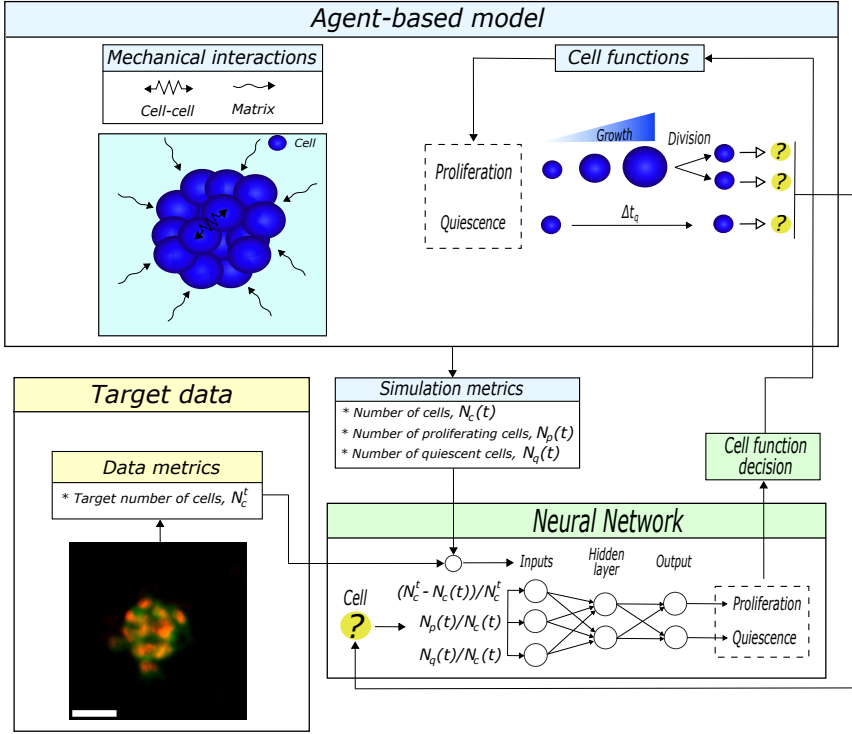 Agent-based model
Mechanical interactions
Cell-cell
Matrix
Cell
Cell functions
Proliferation
Quiescence
Growth
Division
?
?
Δt_q
?
Target data
Data metrics
* Target number of cells, N_c^t
Simulation metrics
* Number of cells, N_c(t)
* Number of proliferating cells, N_p(t)
* Number of quiescent cells, N_q(t)
Cell function
decision
Neural Network
Inputs
Hidden
layer
Output
Cell
?
(N_c^t - N_c(t))/N_c^t
N_p(t)/N_c(t)
N_q(t)/N_c(t)
Proliferation
Quiescence